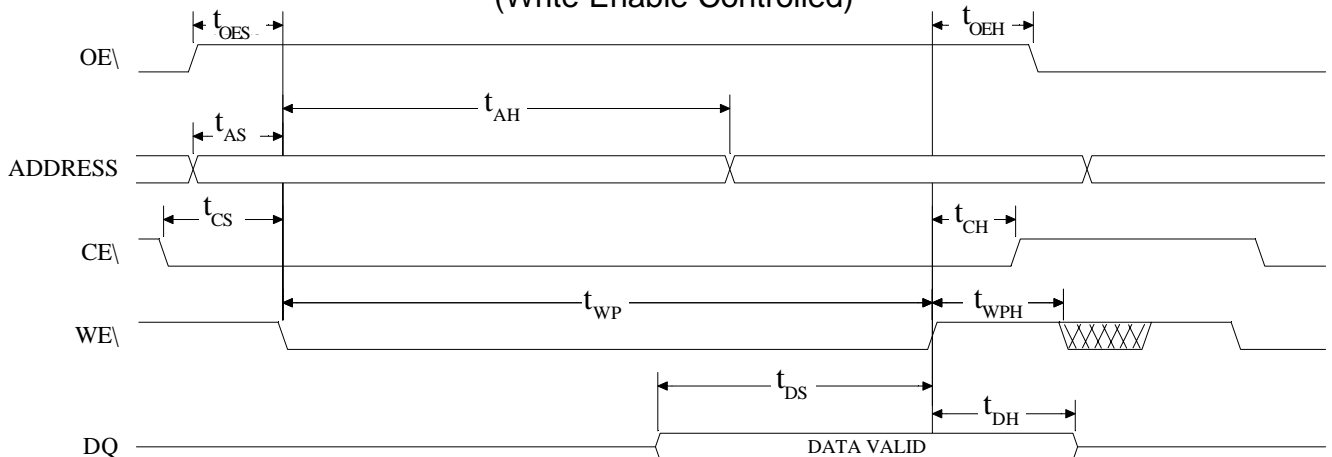 (Write Enable Controlled)
tOES tOEH
OE\
tAH
tAS
ADDRESS
tCS tCH
CE\
tWP tWPH
WE\
tDS tDH
DQ DATA VALID